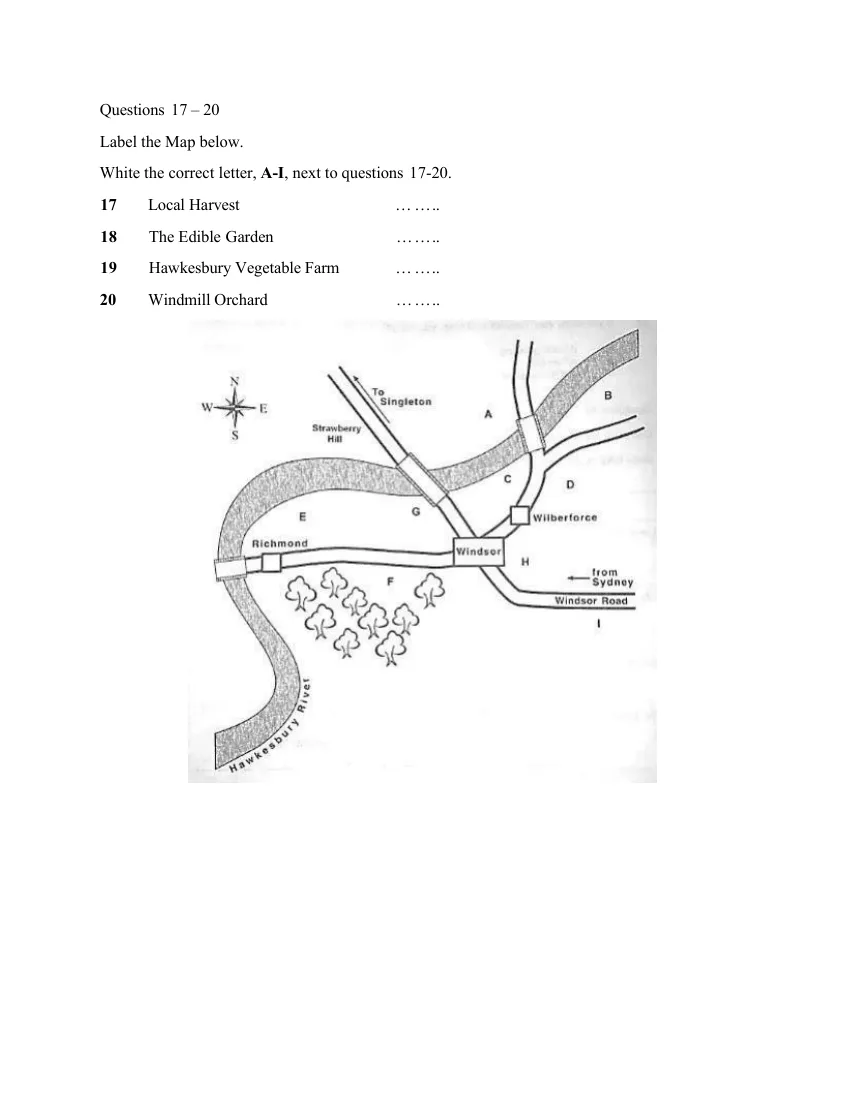 Questions 17 – 20
Label the Map below.
White the correct letter, A-I, next to questions 17-20.
17 Local Harvest ... .....
18 The Edible Garden ... .....
19 Hawkesbury Vegetable Farm ... .....
20 Windmill Orchard ... .....
N
W E
S
To
Singleton
Strawberry
Hill
A
B
C
D
E
G
Wilberforce
Richmond
Windsor
H
F
from
Sydney
Windsor Road
I
Hawkesbury River